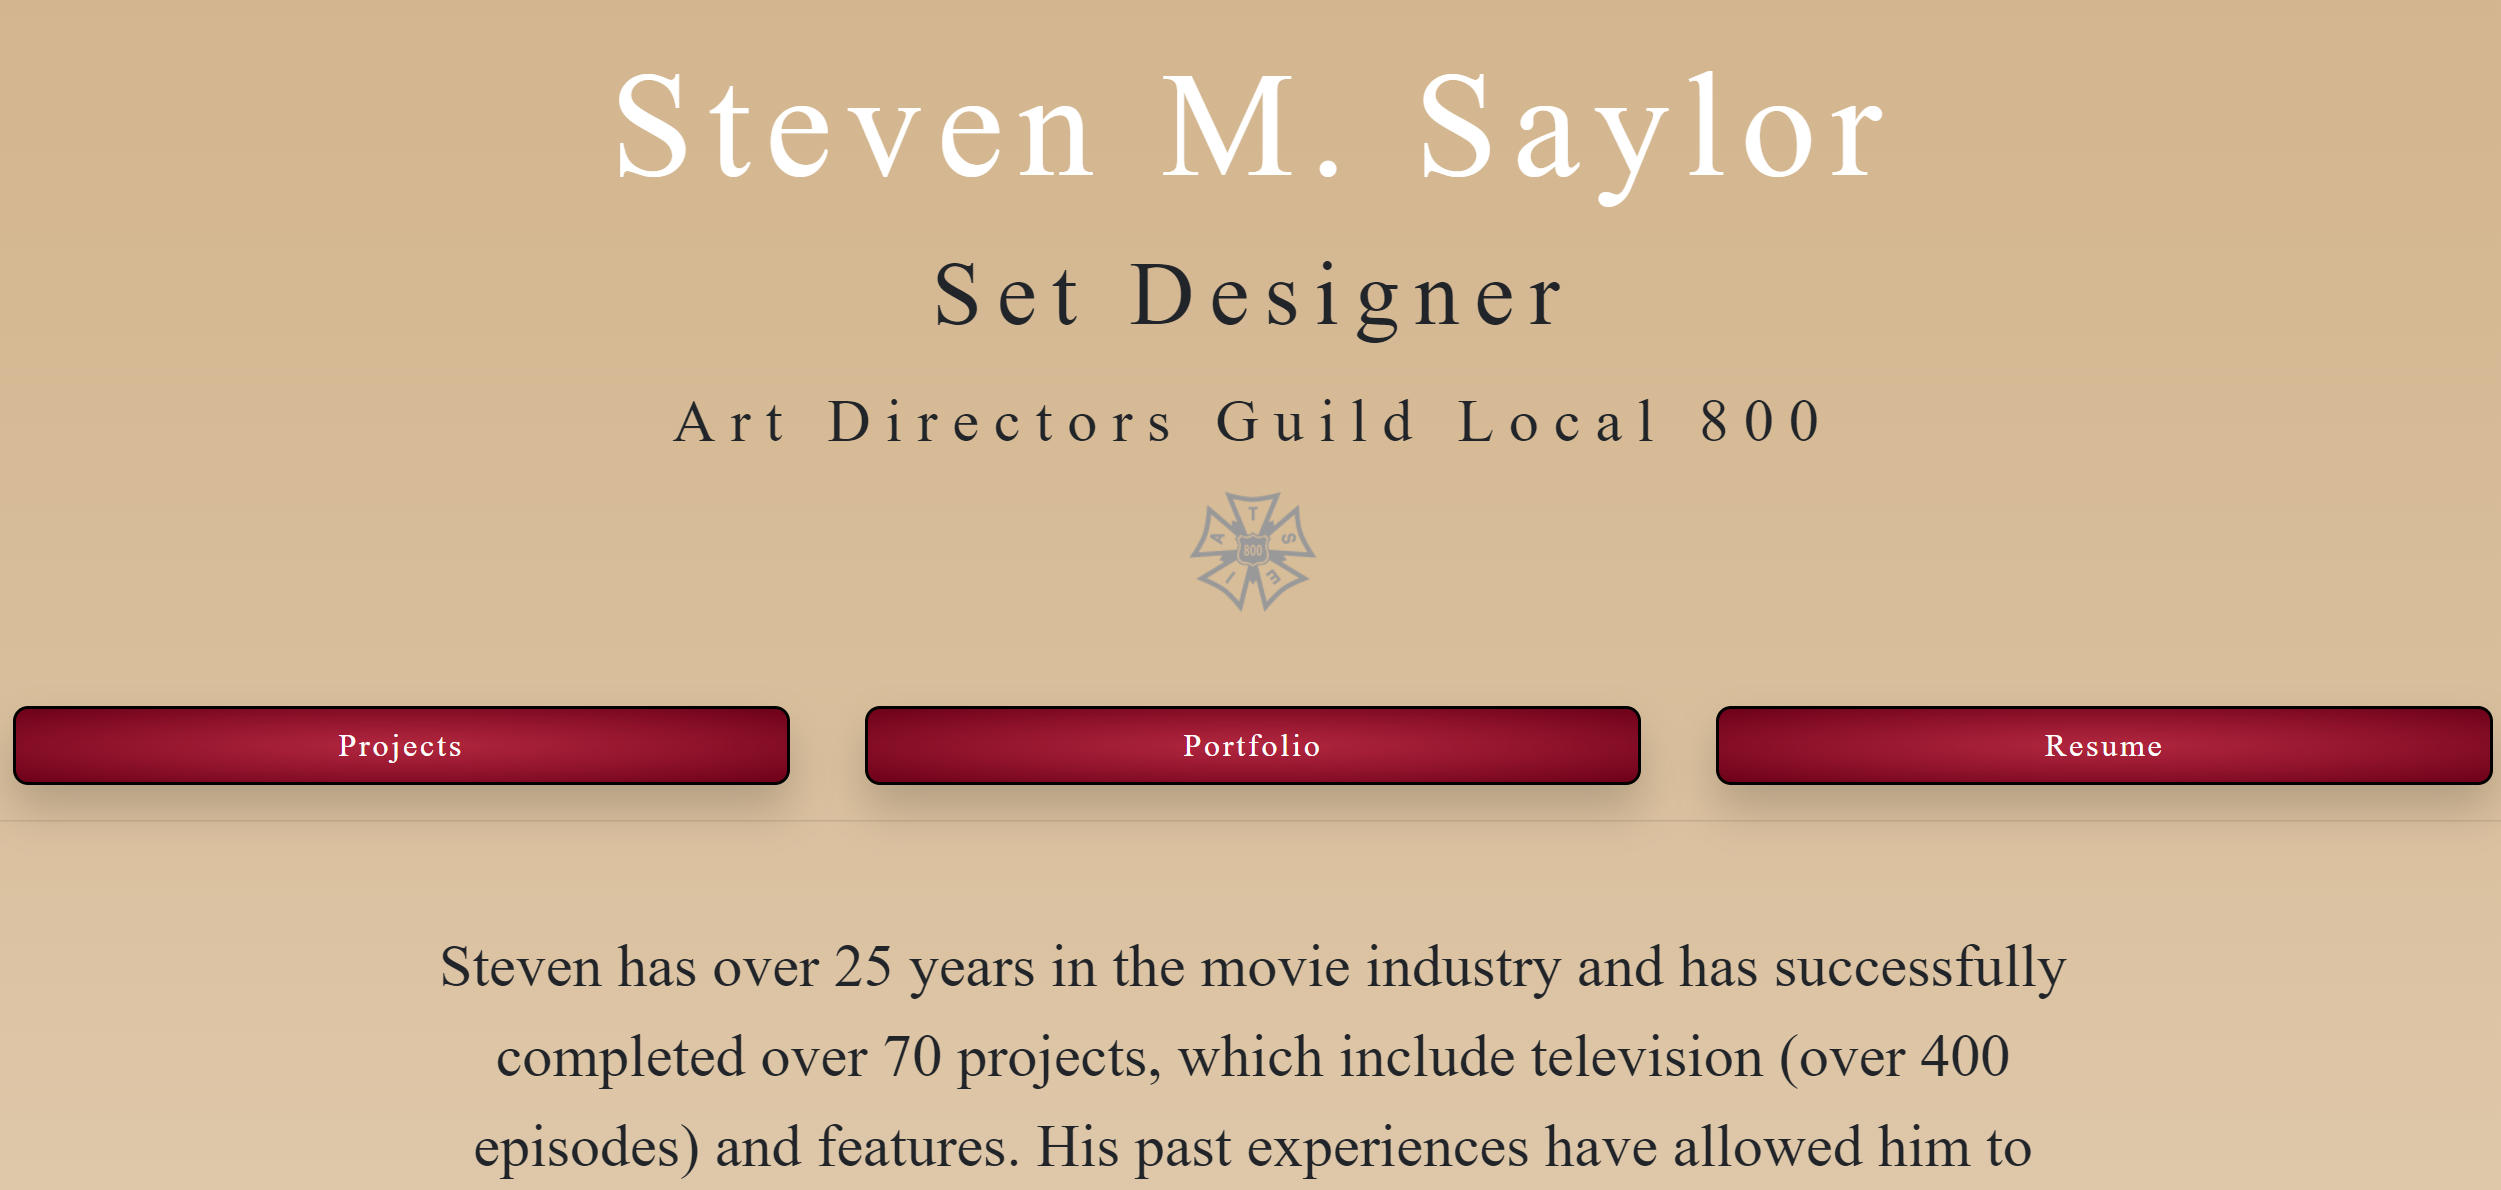 Steven M. Saylor
Set Designer
Art Directors Guild Local 800
I A T S E
800
Projects
Portfolio
Resume
Steven has over 25 years in the movie industry and has successfully
completed over 70 projects, which include television (over 400
episodes) and features. His past experiences have allowed him to